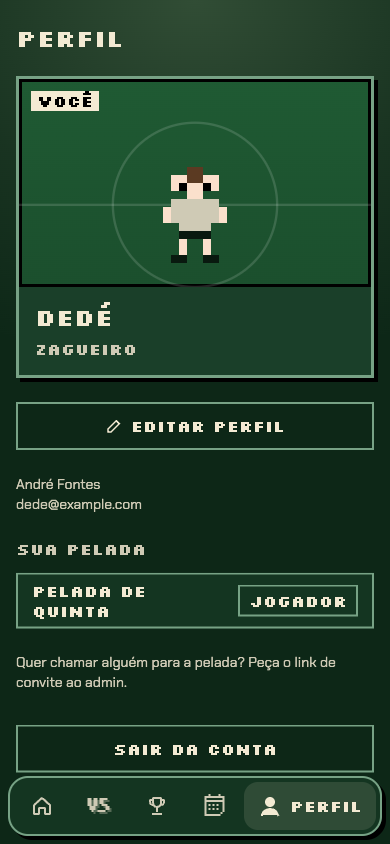 PERFIL
VOCÊ
DEDÉ
ZAGUEIRO
EDITAR PERFIL
André Fontes
dede@example.com
SUA PELADA
PELADA DE
QUINTA
JOGADOR
Quer chamar alguém para a pelada? Peça o link de
convite ao admin.
SAIR DA CONTA
VS
PERFIL